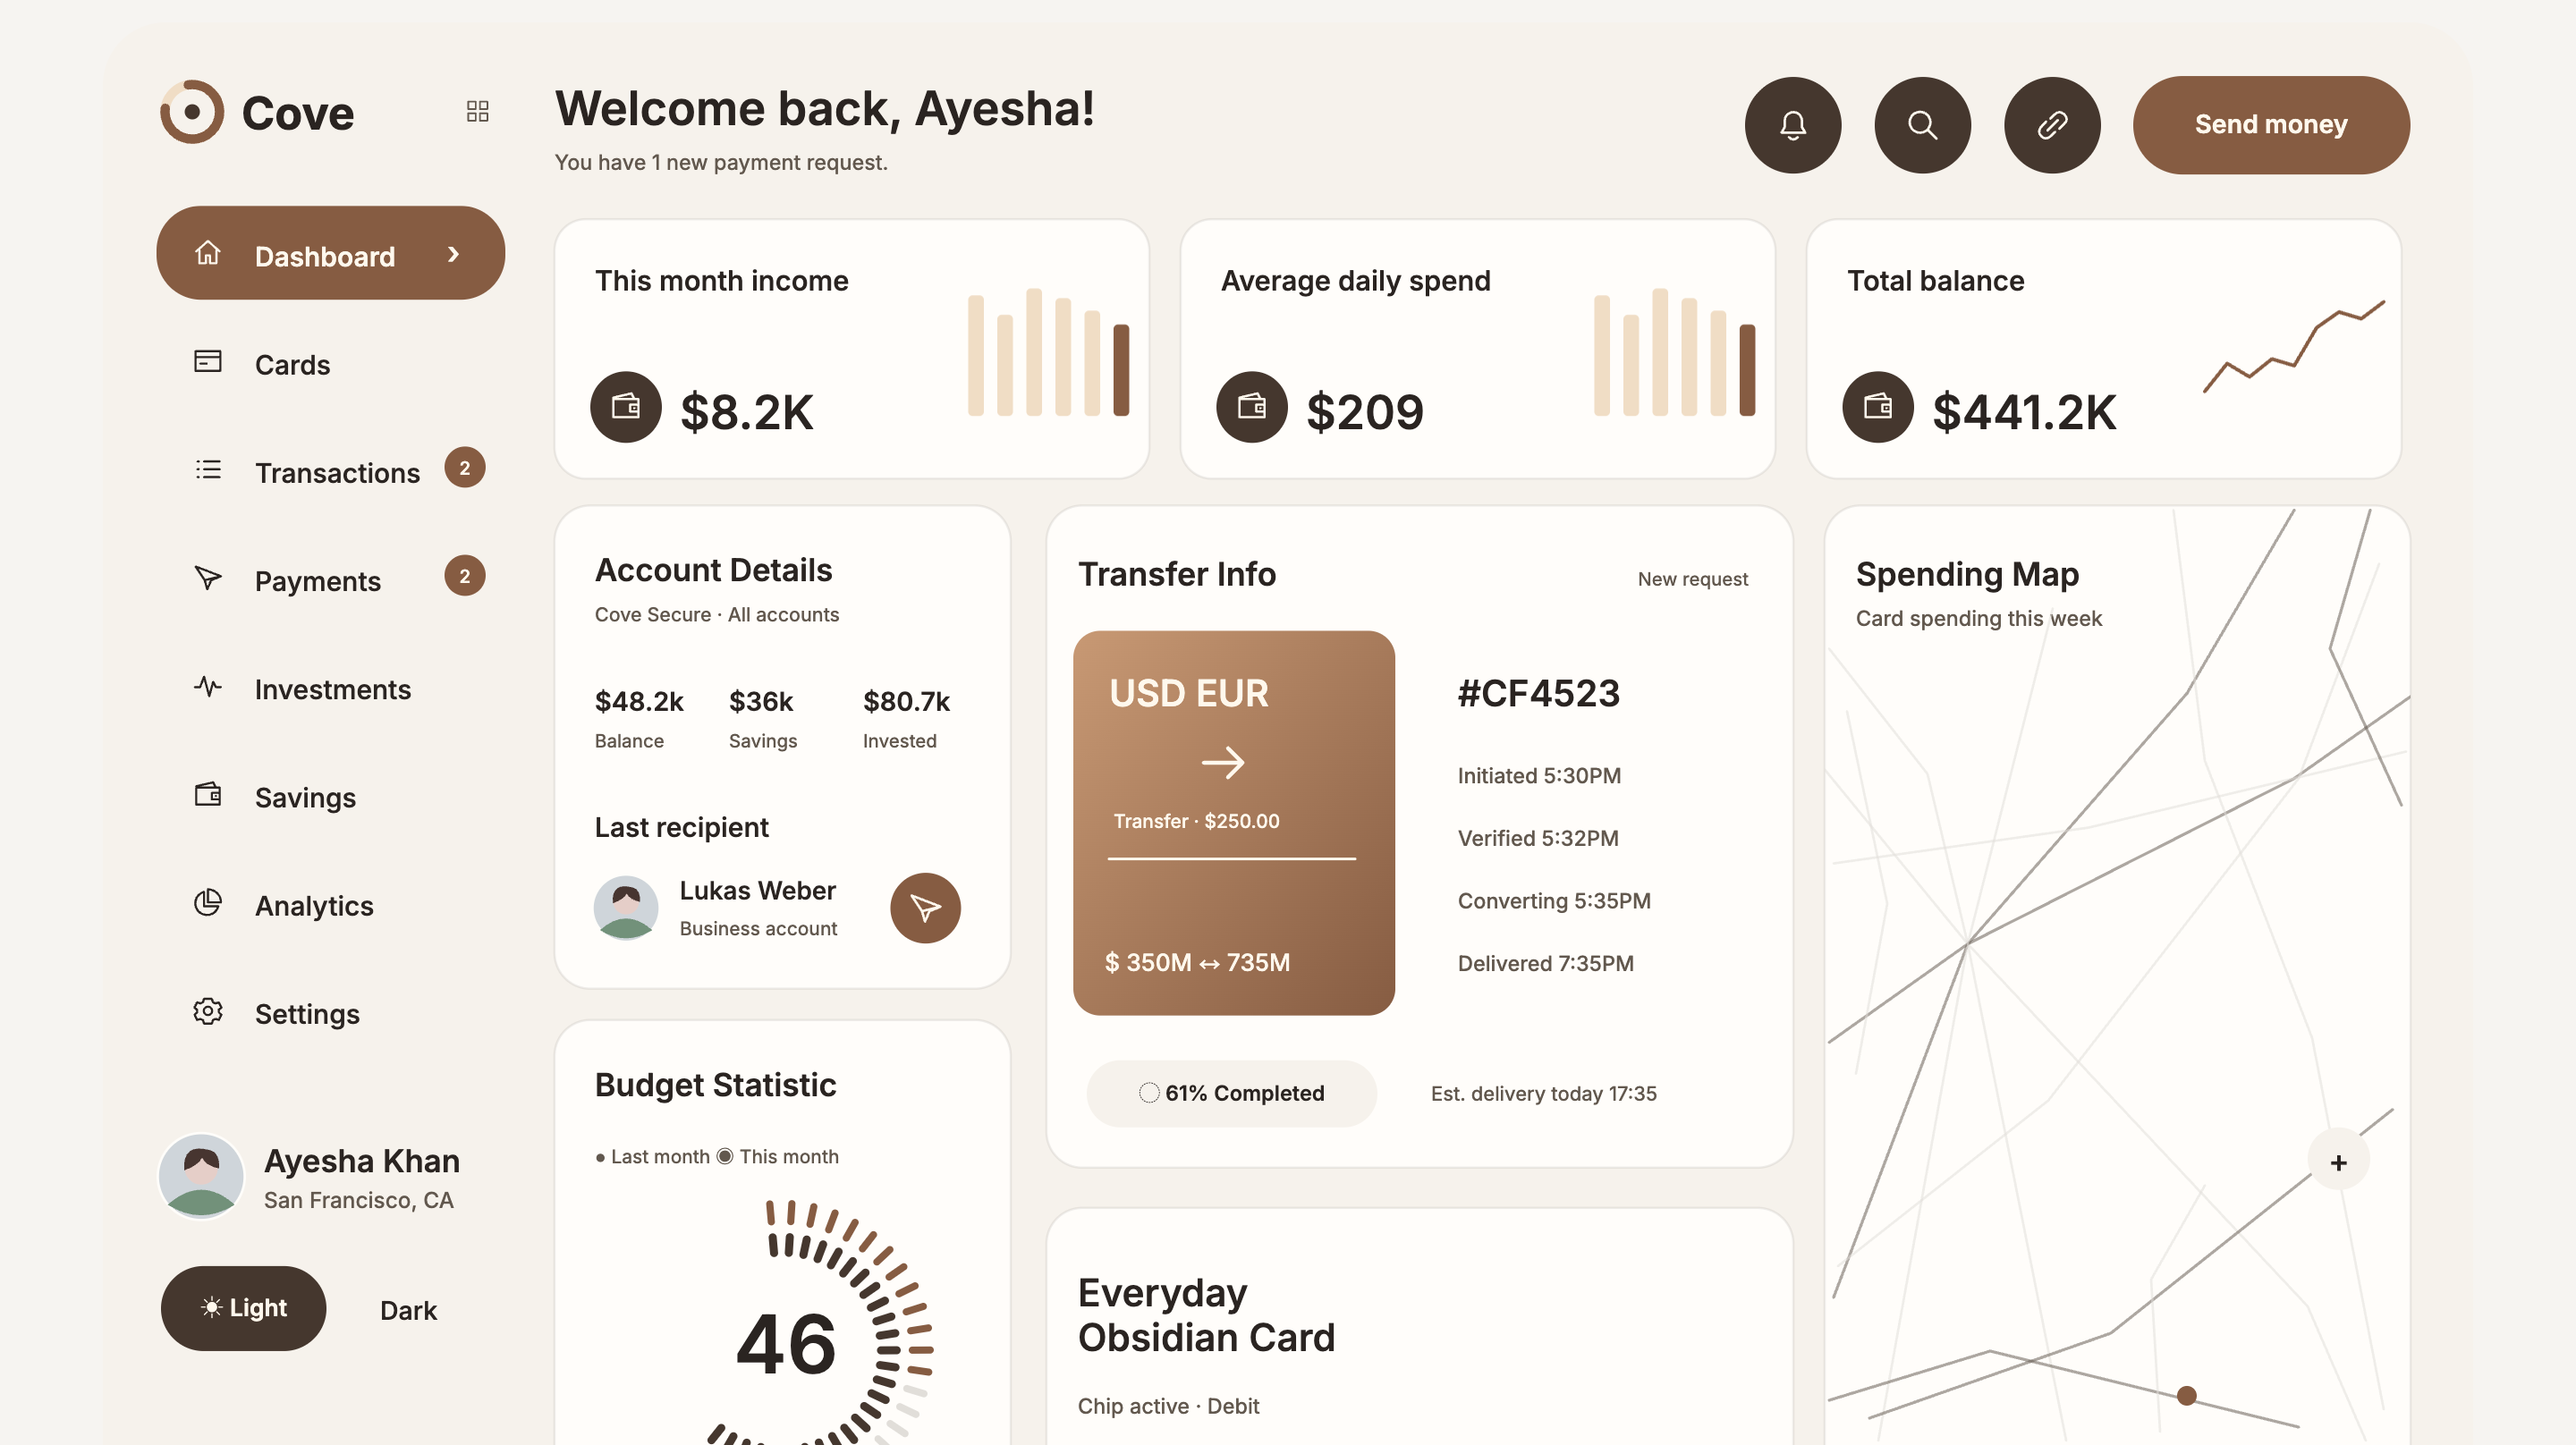 Cove
Dashboard
Cards
Transactions 2
Payments 2
Investments
Savings
Analytics
Settings
Ayesha Khan
San Francisco, CA
Light
Dark
Welcome back, Ayesha!
You have 1 new payment request.
Send money
This month income
$8.2K
Average daily spend
$209
Total balance
$441.2K
Account Details
Cove Secure · All accounts
$48.2k $36k $80.7k
Balance Savings Invested
Last recipient
Lukas Weber
Business account
Budget Statistic
● Last month ◉ This month
46
Transfer Info
New request
USD EUR
→
Transfer · $250.00
$ 350M ↔ 735M
#CF4523
Initiated 5:30PM
Verified 5:32PM
Converting 5:35PM
Delivered 7:35PM
61% Completed
Est. delivery today 17:35
Everyday
Obsidian Card
Chip active · Debit
Spending Map
Card spending this week
+